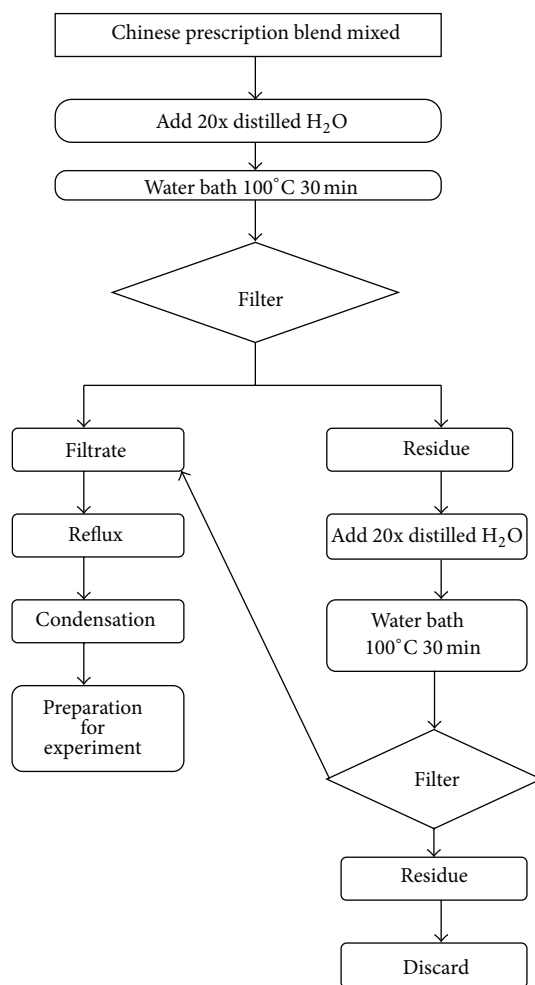 Chinese prescription blend mixed
Add 20x distilled H₂O
Water bath 100°C 30 min
Filter
Filtrate
Reflux
Condensation
Preparation
for
experiment
Residue
Add 20x distilled H₂O
Water bath
100°C 30 min
Filter
Residue
Discard